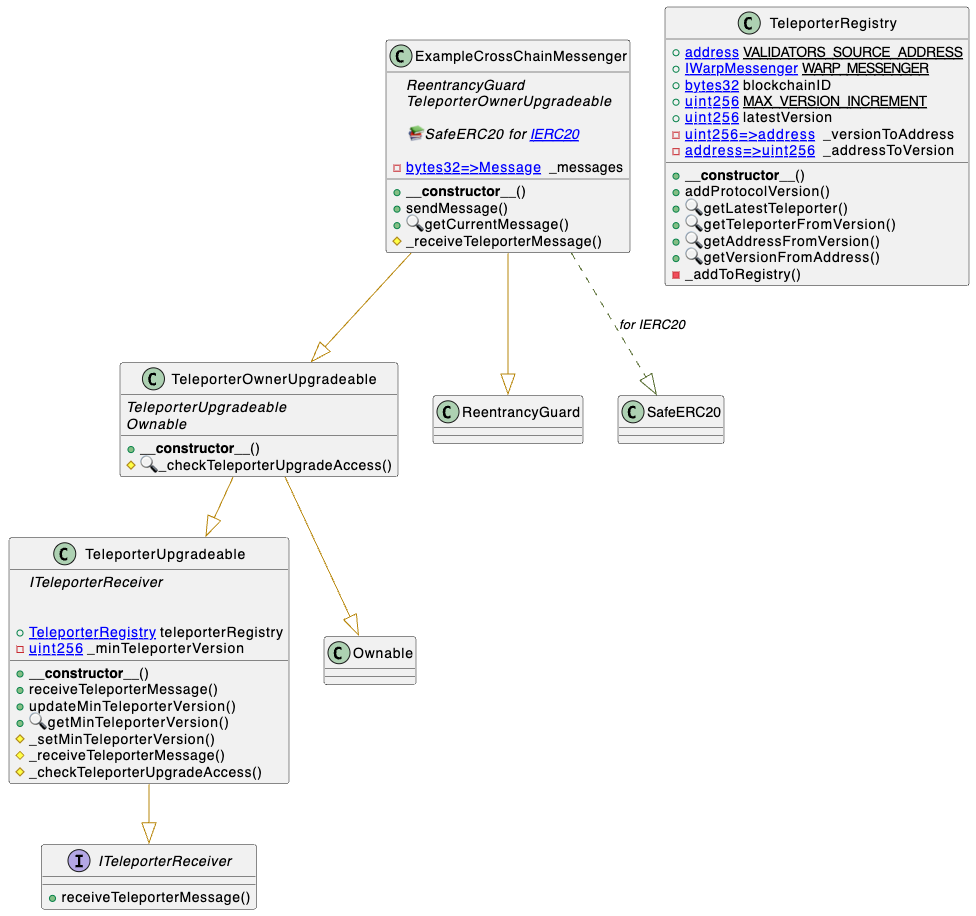 C ExampleCrossChainMessenger
ReentrancyGuard
TeleporterOwnerUpgradeable
SafeERC20 for IERC20
bytes32=>Message _messages
__constructor__()
sendMessage()
getCurrentMessage()
_receiveTeleporterMessage()
C TeleporterRegistry
address VALIDATORS_SOURCE_ADDRESS
IWarpMessenger WARP_MESSENGER
bytes32 blockchainID
uint256 MAX_VERSION_INCREMENT
uint256 latestVersion
uint256=>address _versionToAddress
address=>uint256 _addressToVersion
__constructor__()
addProtocolVersion()
getLatestTeleporter()
getTeleporterFromVersion()
getAddressFromVersion()
getVersionFromAddress()
_addToRegistry()
for IERC20
C TeleporterOwnerUpgradeable
TeleporterUpgradeable
Ownable
__constructor__()
_checkTeleporterUpgradeAccess()
C ReentrancyGuard
C SafeERC20
C TeleporterUpgradeable
ITeleporterReceiver
TeleporterRegistry teleporterRegistry
uint256 _minTeleporterVersion
__constructor__()
receiveTeleporterMessage()
updateMinTeleporterVersion()
getMinTeleporterVersion()
_setMinTeleporterVersion()
_receiveTeleporterMessage()
_checkTeleporterUpgradeAccess()
C Ownable
I ITeleporterReceiver
receiveTeleporterMessage()